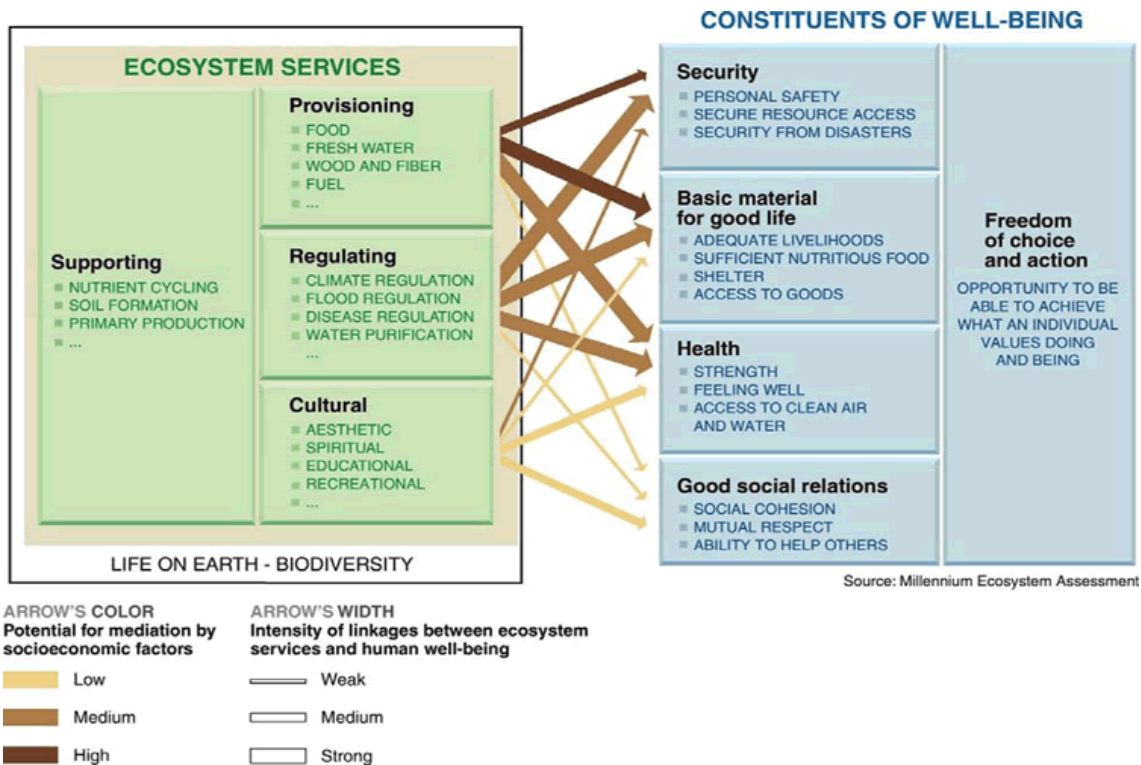 CONSTITUENTS OF WELL-BEING
ECOSYSTEM SERVICES
Supporting
■ NUTRIENT CYCLING
■ SOIL FORMATION
■ PRIMARY PRODUCTION
■ ...
Provisioning
■ FOOD
■ FRESH WATER
■ WOOD AND FIBER
■ FUEL
■ ...
Regulating
■ CLIMATE REGULATION
■ FLOOD REGULATION
■ DISEASE REGULATION
■ WATER PURIFICATION
...
Cultural
■ AESTHETIC
■ SPIRITUAL
■ EDUCATIONAL
■ RECREATIONAL
■ ...
LIFE ON EARTH - BIODIVERSITY
Security
■ PERSONAL SAFETY
■ SECURE RESOURCE ACCESS
■ SECURITY FROM DISASTERS
Basic material
for good life
■ ADEQUATE LIVELIHOODS
■ SUFFICIENT NUTRITIOUS FOOD
■ SHELTER
■ ACCESS TO GOODS
Health
■ STRENGTH
■ FEELING WELL
■ ACCESS TO CLEAN AIR
AND WATER
Good social relations
■ SOCIAL COHESION
■ MUTUAL RESPECT
■ ABILITY TO HELP OTHERS
Freedom
of choice
and action
OPPORTUNITY TO BE
ABLE TO ACHIEVE
WHAT AN INDIVIDUAL
VALUES DOING
AND BEING
Source: Millennium Ecosystem Assessment
ARROW'S COLOR
Potential for mediation by
socioeconomic factors
Low
Medium
High
ARROW'S WIDTH
Intensity of linkages between ecosystem
services and human well-being
Weak
Medium
Strong